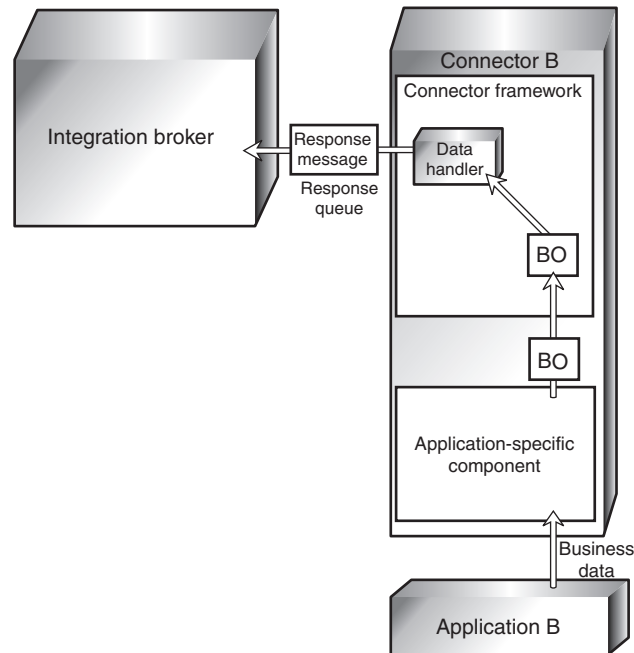 Connector B
Connector framework
Integration broker
Response
message
Response
queue
Data
handler
BO
BO
Application-specific
component
Business
data
Application B